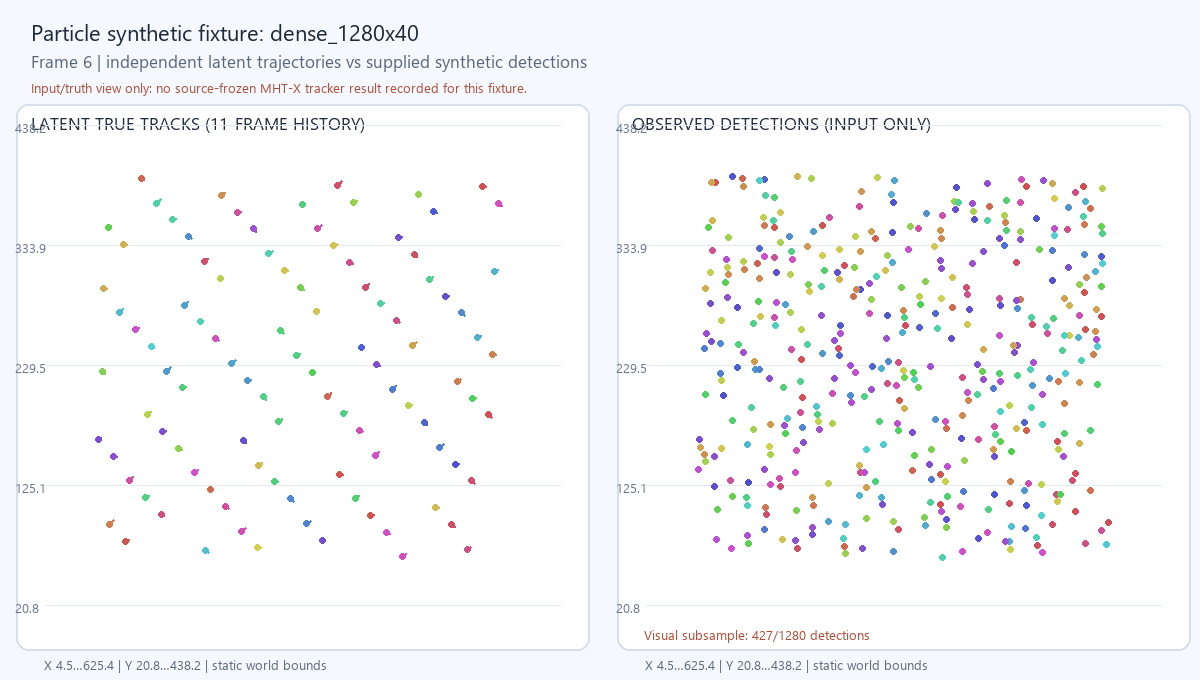 Particle synthetic fixture: dense_1280x40
Frame 6 | independent latent trajectories vs supplied synthetic detections
Input/truth view only: no source-frozen MHT-X tracker result recorded for this fixture.
LATENT TRUE TRACKS (11-FRAME HISTORY)
438.2
333.9
229.5
125.1
20.8
X 4.5...625.4 | Y 20.8...438.2 | static world bounds
OBSERVED DETECTIONS (INPUT ONLY)
438.2
333.9
229.5
125.1
20.8
Visual subsample: 427/1280 detections
X 4.5...625.4 | Y 20.8...438.2 | static world bounds